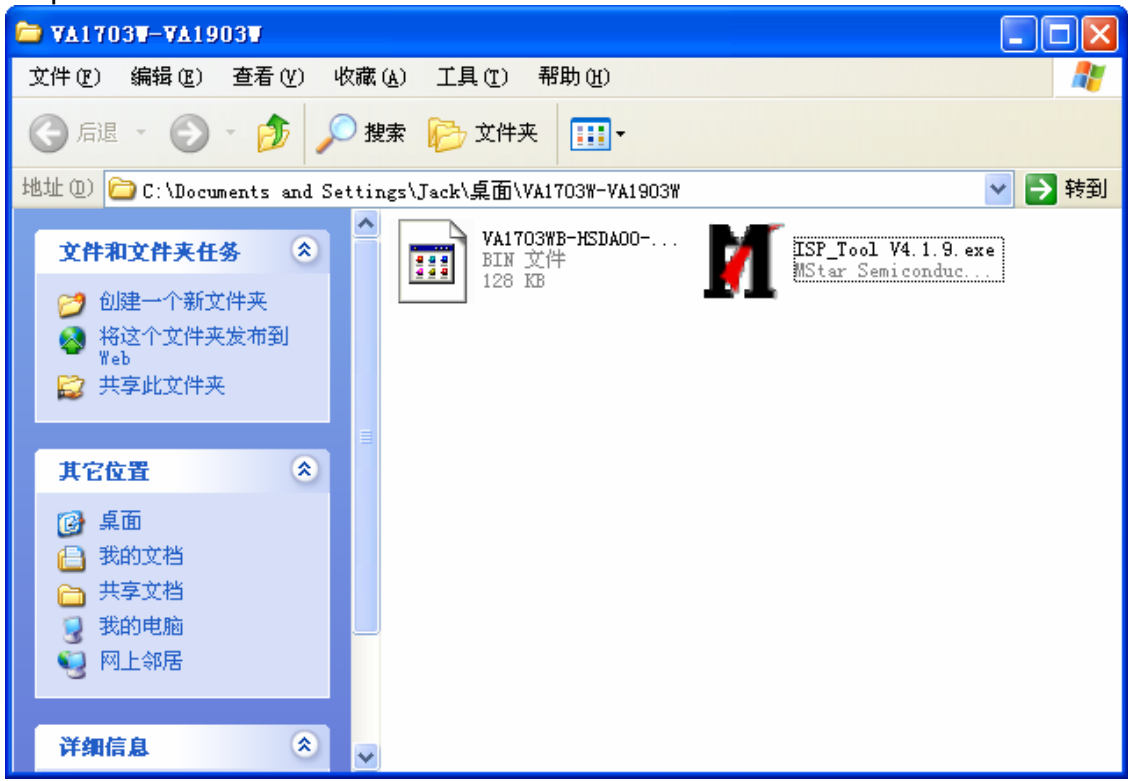 VA1703W-VA1903W
文件(F) 编辑(E) 查看(V) 收藏(A) 工具(T) 帮助(H)
后退 搜索 文件夹
地址(D) C:\Documents and Settings\Jack\桌面\VA1703W-VA1903W 转到
文件和文件夹任务
创建一个新文件夹
将这个文件夹发布到
Web
共享此文件夹
其它位置
桌面
我的文档
共享文档
我的电脑
网上邻居
详细信息
VA1703WB-HSDA00-...
BIN 文件
128 KB
ISP_Tool V4.1.9.exe
MStar Semiconduc...